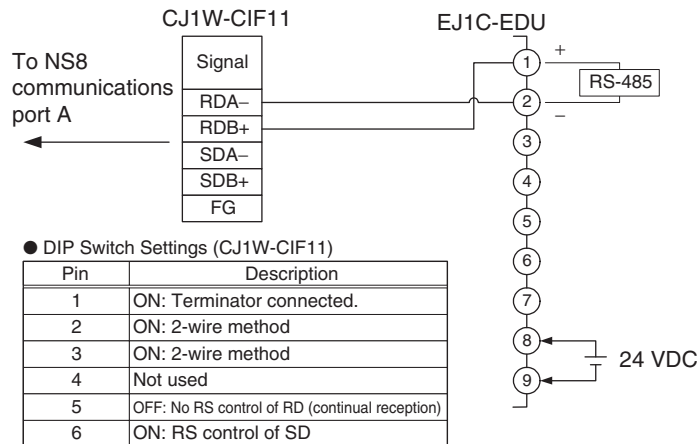 CJ1W-CIF11
EJ1C-EDU
To NS8
communications
port A
Signal
RDA−
RDB+
SDA−
SDB+
FG
1
2
3
4
5
6
7
8
9
+
−
RS-485
24 VDC
● DIP Switch Settings (CJ1W-CIF11)
Pin Description
1 ON: Terminator connected.
2 ON: 2-wire method
3 ON: 2-wire method
4 Not used
5 OFF: No RS control of RD (continual reception)
6 ON: RS control of SD